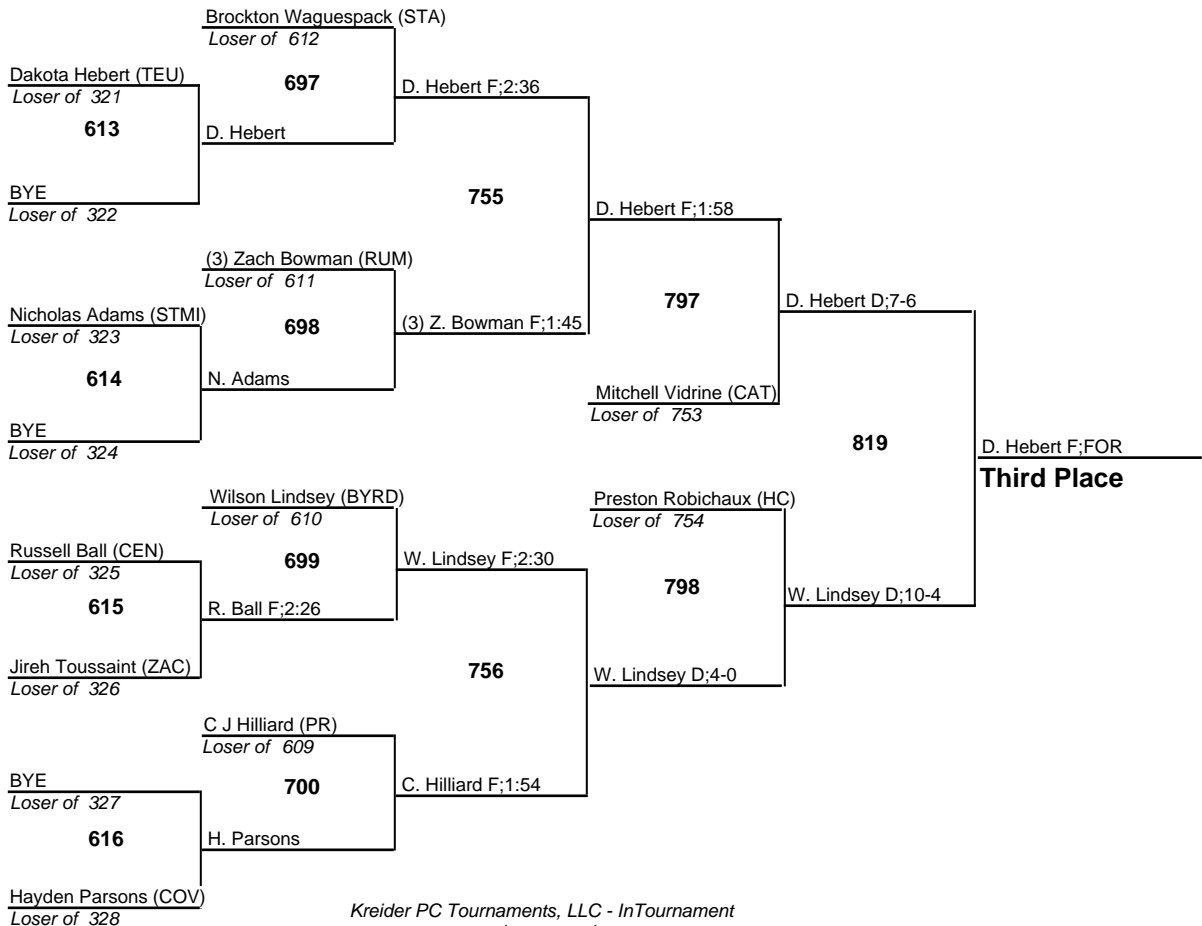 Brockton Waguespack (STA)
Loser of 612
Dakota Hebert (TEU)
Loser of 321
697
D. Hebert F;2:36
613
D. Hebert
BYE
Loser of 322
755
D. Hebert F;1:58
(3) Zach Bowman (RUM)
Loser of 611
797
D. Hebert D;7-6
Nicholas Adams (STMI)
Loser of 323
698
(3) Z. Bowman F;1:45
614
N. Adams
Mitchell Vidrine (CAT)
Loser of 753
BYE
Loser of 324
819
D. Hebert F;FOR
Third Place
Wilson Lindsey (BYRD)
Loser of 610
Preston Robichaux (HC)
Loser of 754
Russell Ball (CEN)
Loser of 325
699
W. Lindsey F;2:30
798
W. Lindsey D;10-4
615
R. Ball F;2:26
Jireh Toussaint (ZAC)
Loser of 326
756
W. Lindsey D;4-0
C J Hilliard (PR)
Loser of 609
BYE
Loser of 327
700
C. Hilliard F;1:54
616
H. Parsons
Hayden Parsons (COV)
Loser of 328
Kreider PC Tournaments, LLC - InTournament